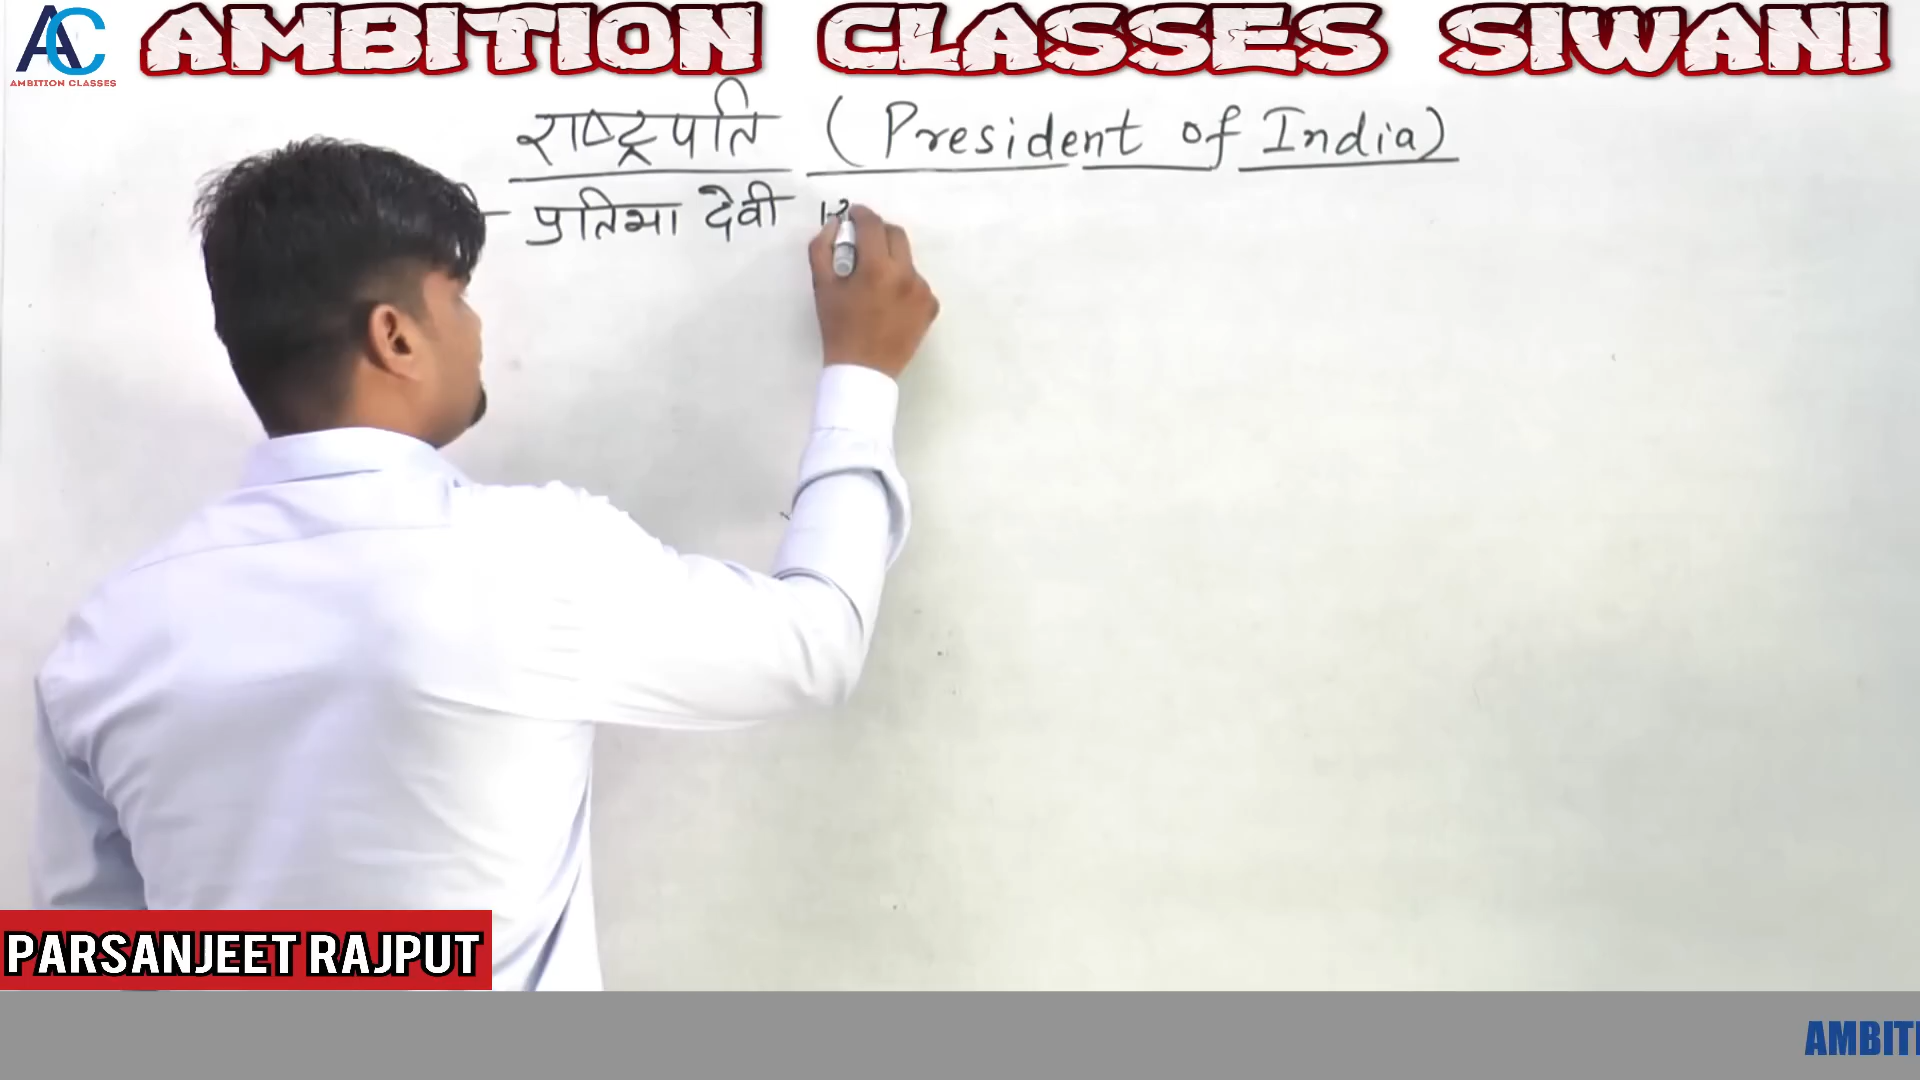 AC AMBITION CLASSES SIWANI
AMBITION CLASSES
राष्ट्रपति (President of India)
प्रतिभा देवी
PARSANJEET RAJPUT
AMBITI